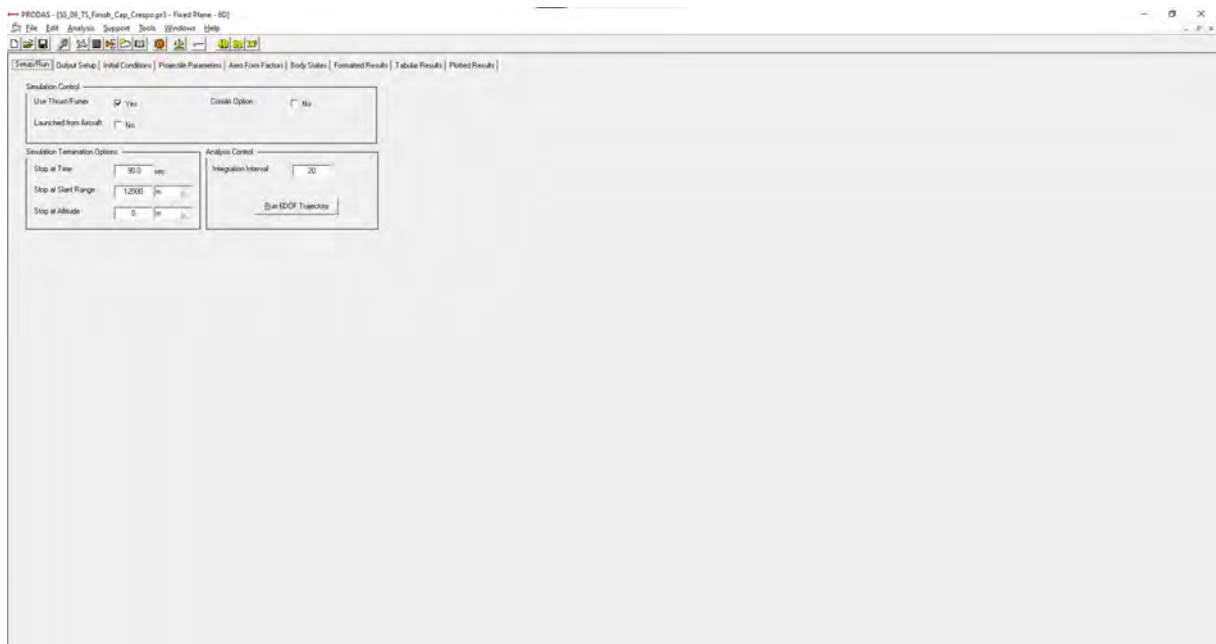 PRODAS - [SS_09_TS_Finish_Cap_Crespo.pr3 - Fixed Plane - 6D]
File Edit Analysis Support Tools Windows Help
Setup/Run Output Setup Initial Conditions Projectile Parameters Aero Form Factors Body States Formatted Results Tabular Results Plotted Results
Simulation Control
Use Thrust/Fumer Yes No
Launched from Aircraft No
Simulation Termination Options Analysis Control
Stop at Time 90.0 sec Integration Interval 20
Stop at Slant Range 12000 m
Run 6DOF Trajectory
Stop at Altitude 0. m